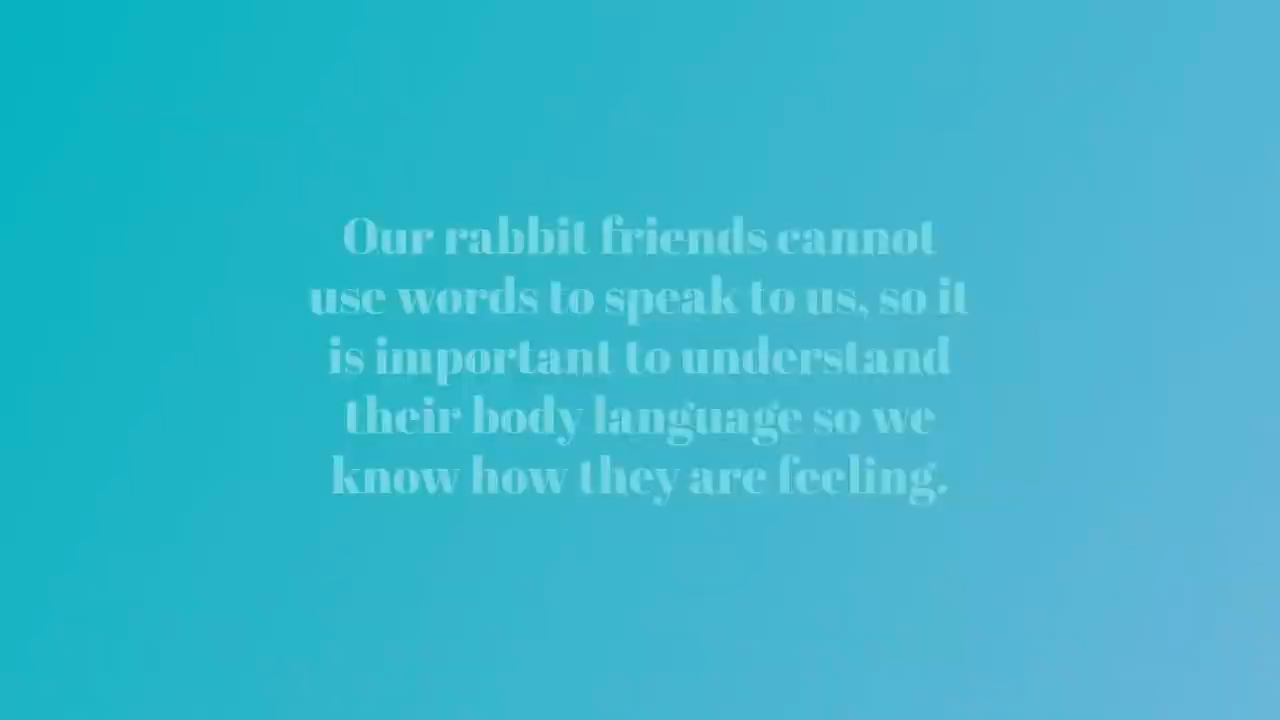 Our rabbit friends cannot
use words to speak to us, so it
is important to understand
their body language so we
know how they are feeling.